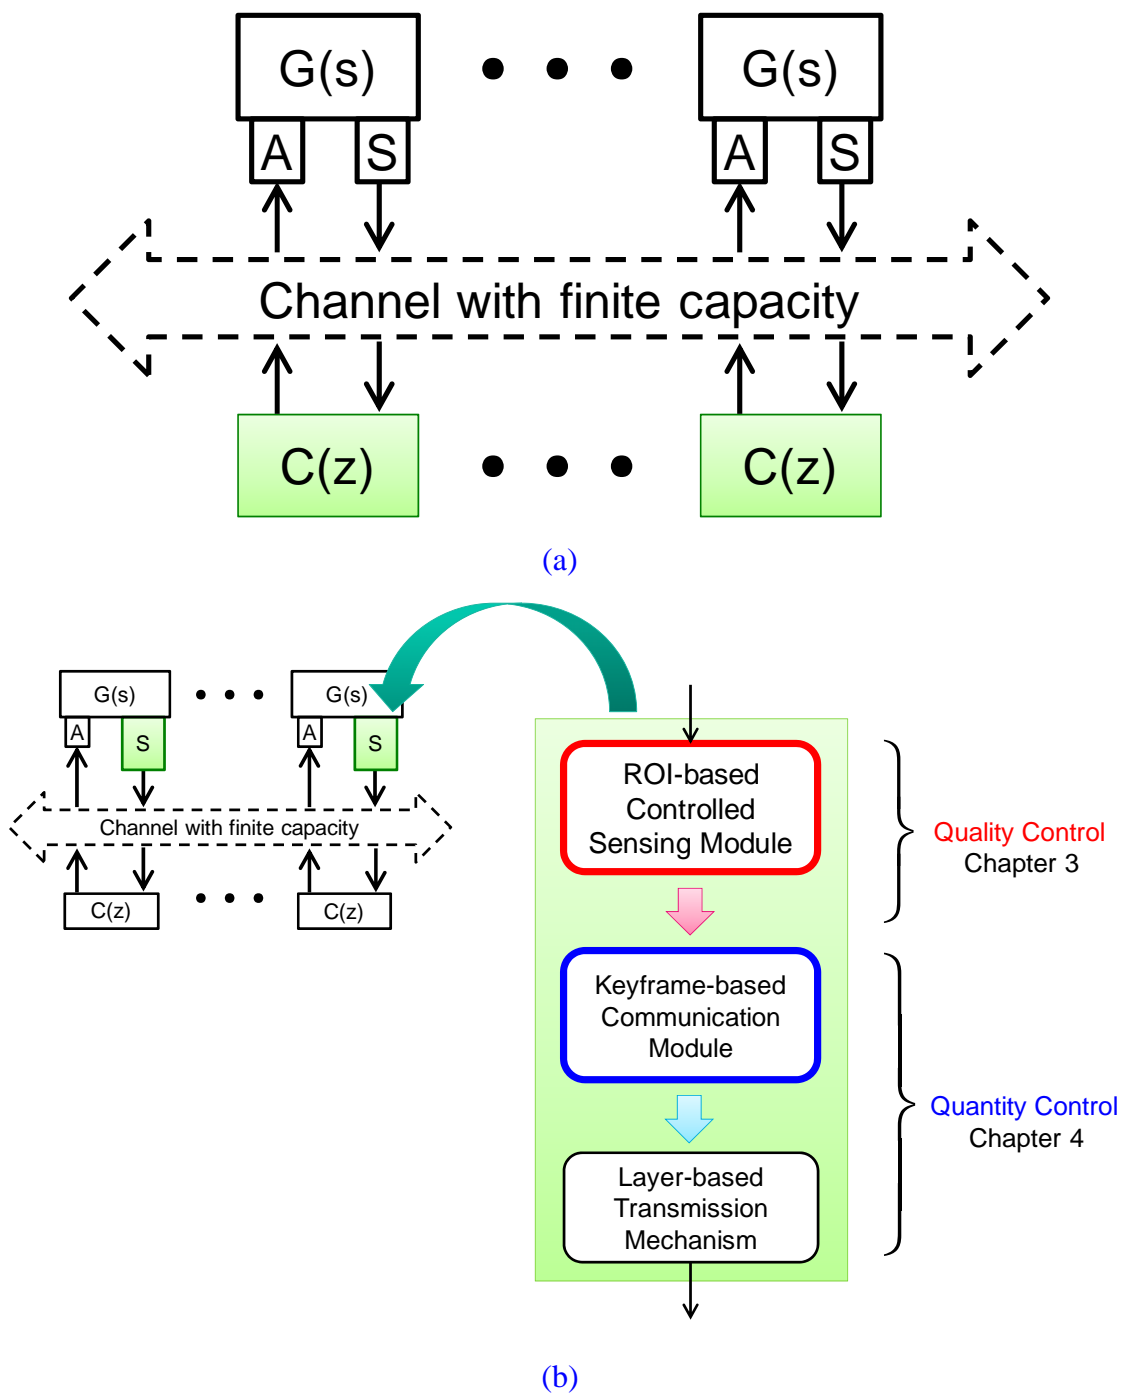 G(s)
G(s)
A
S
A
S
Channel with finite capacity
C(z)
C(z)
(a)
G(s)
G(s)
A
S
A
S
Channel with finite capacity
C(z)
C(z)
ROI-based
Controlled
Sensing Module
Quality Control
Chapter 3
Keyframe-based
Communication
Module
Quantity Control
Chapter 4
Layer-based
Transmission
Mechanism
(b)